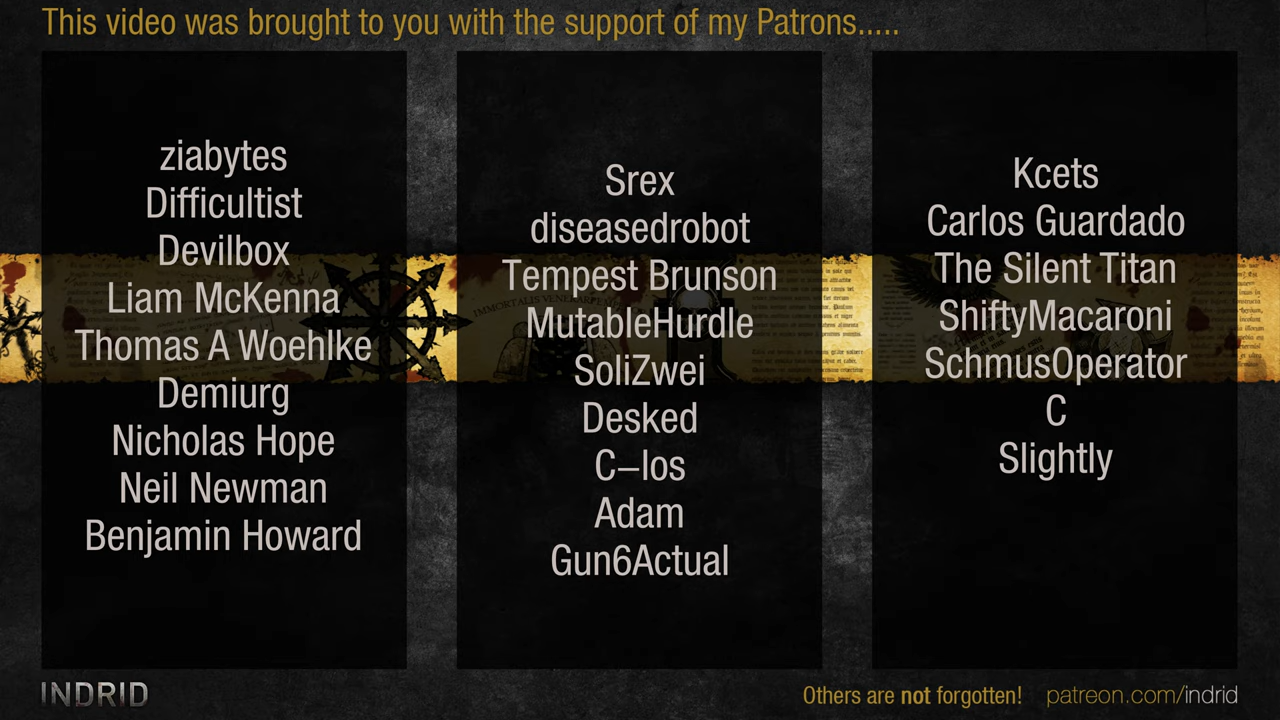 This video was brought to you with the support of my Patrons.....
ziabytes
Difficultist
Devilbox
Liam McKenna
Thomas A Woehlke
Demiurg
Nicholas Hope
Neil Newman
Benjamin Howard
Srex
diseasedrobot
Tempest Brunson
MutableHurdle
SoliZwei
Desked
C–los
Adam
Gun6Actual
Kcets
Carlos Guardado
The Silent Titan
ShiftyMacaroni
SchmusOperator
C
Slightly
INDRID
Others are not forgotten! patreon.com/indrid